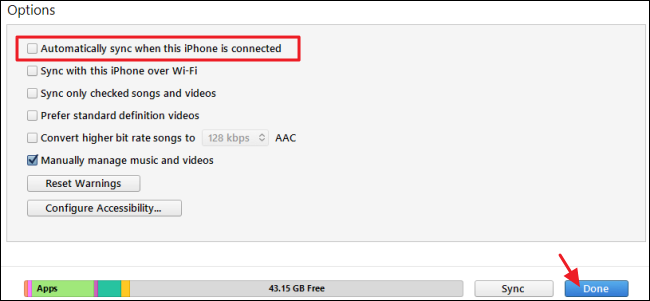 Options
Automatically sync when this iPhone is connected
Sync with this iPhone over Wi-Fi
Sync only checked songs and videos
Prefer standard definition videos
Convert higher bit rate songs to 128 kbps AAC
Manually manage music and videos
Reset Warnings
Configure Accessibility...
Apps 43.15 GB Free Sync Done